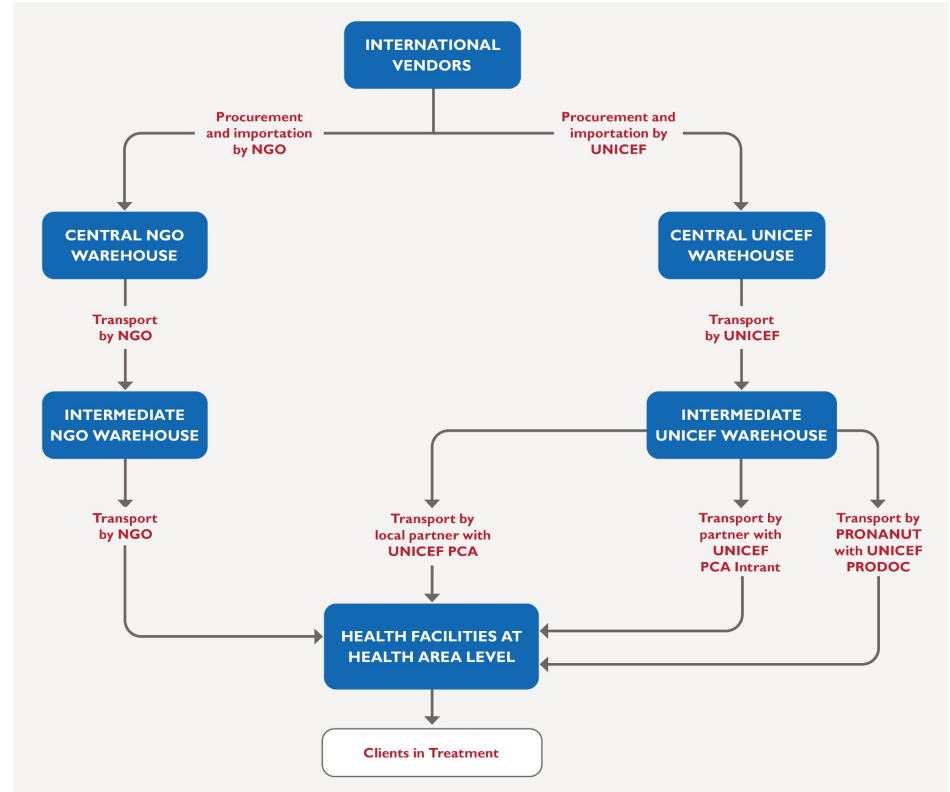 INTERNATIONAL
VENDORS
Procurement
and importation
by NGO
Procurement and
importation by
UNICEF
CENTRAL NGO
WAREHOUSE
CENTRAL UNICEF
WAREHOUSE
Transport
by NGO
Transport
by UNICEF
INTERMEDIATE
NGO WAREHOUSE
INTERMEDIATE
UNICEF WAREHOUSE
Transport
by NGO
Transport by
local partner with
UNICEF PCA
Transport by
partner with
UNICEF
PCA Intrant
Transport by
PRONANUT
with UNICEF
PRODOC
HEALTH FACILITIES AT
HEALTH AREA LEVEL
Clients in Treatment